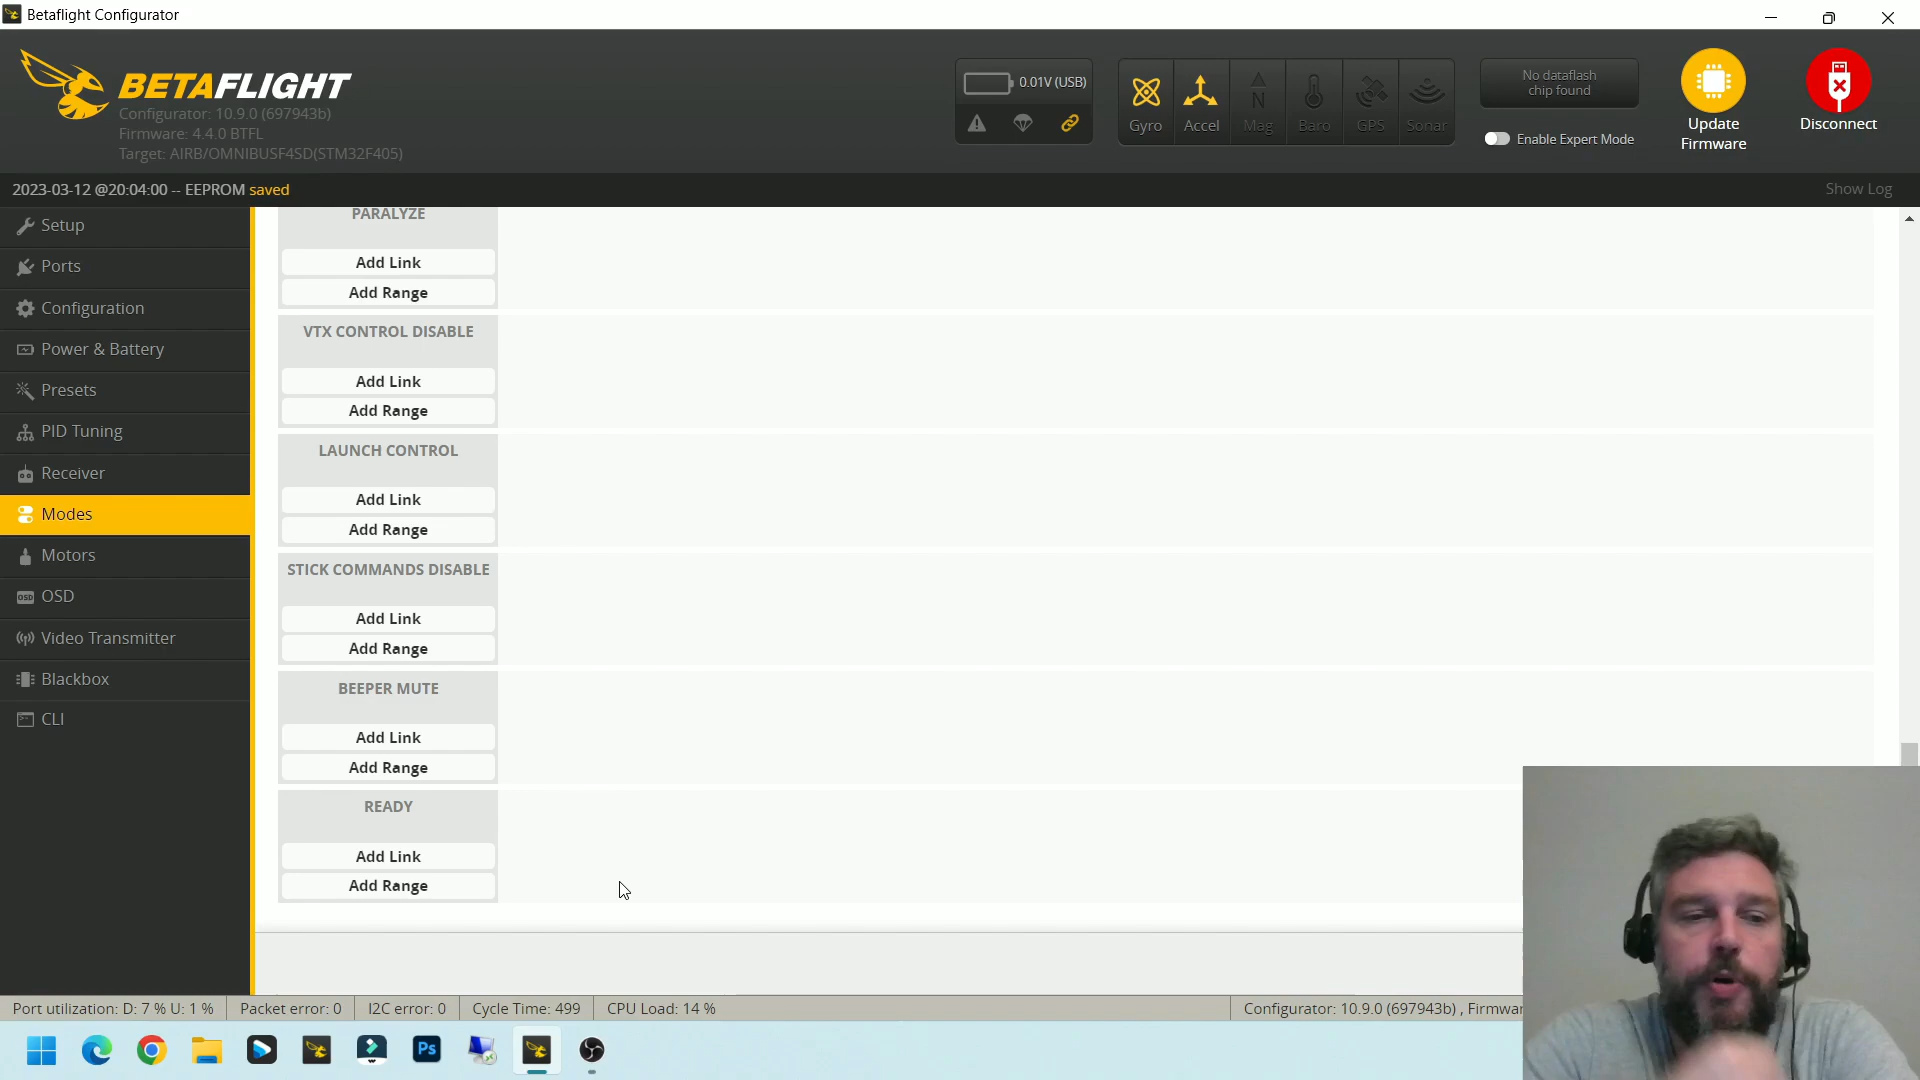 Betaflight Configurator
BETAFLIGHT
Configurator: 10.9.0 (697943b)
Firmware: 4.4.0 BTFL
Target: AIRB/OMNIBUSF4SD(STM32F405)
0.01V (USB)
Gyro
Accel
Mag
Baro
GPS
Sonar
No dataflash
chip found
Enable Expert Mode
Update
Firmware
Disconnect
2023-03-12 @20:04:00 -- EEPROM saved
Show Log
Setup
Ports
Configuration
Power & Battery
Presets
PID Tuning
Receiver
Modes
Motors
OSD
Video Transmitter
Blackbox
CLI
PARALYZE
Add Link
Add Range
VTX CONTROL DISABLE
Add Link
Add Range
LAUNCH CONTROL
Add Link
Add Range
STICK COMMANDS DISABLE
Add Link
Add Range
BEEPER MUTE
Add Link
Add Range
READY
Add Link
Add Range
Port utilization: D: 7 % U: 1 %
Packet error: 0
I2C error: 0
Cycle Time: 499
CPU Load: 14 %
Configurator: 10.9.0 (697943b) , Firmwar
Ps